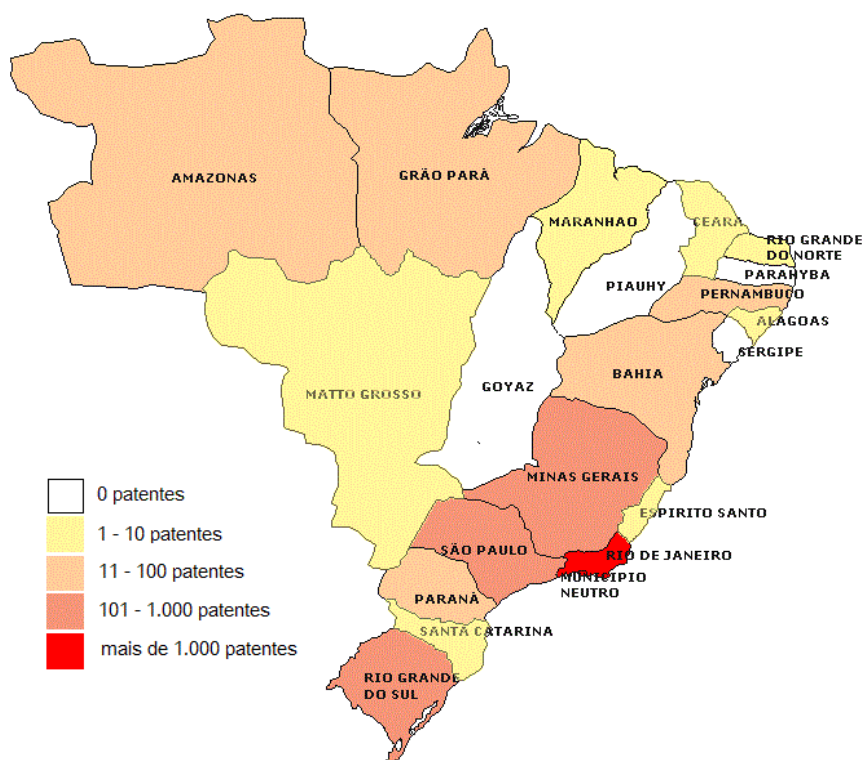 AMAZONAS
GRÃO PARÀ
MARANHAO
CEARA
RIO GRANDE
DO NORTE
PARAHYBA
PIAUHY
PERNAMBUCO
ALAGOAS
SERGIPE
BAHIA
GOYAZ
MATTO GROSSO
MINAS GERAIS
ESPIRITO SANTO
SÃO PAULO
RIO DE JANEIRO
MUNICIPIO
NEUTRO
PARANÀ
SANTA CATARINA
RIO GRANDE
DO SUL
0 patentes
1 - 10 patentes
11 - 100 patentes
101 - 1.000 patentes
mais de 1.000 patentes